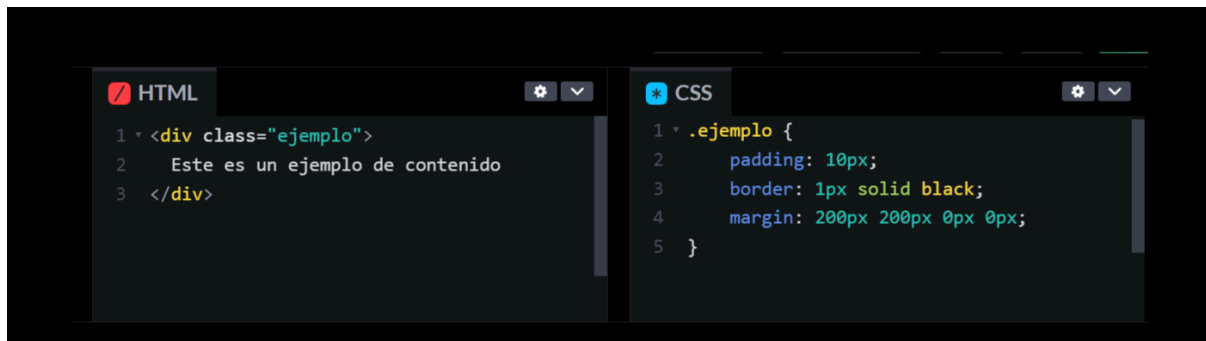 HTML
1 <div class="ejemplo">
2 Este es un ejemplo de contenido
3 </div>
CSS
1 .ejemplo {
2 padding: 10px;
3 border: 1px solid black;
4 margin: 200px 200px 0px 0px;
5 }